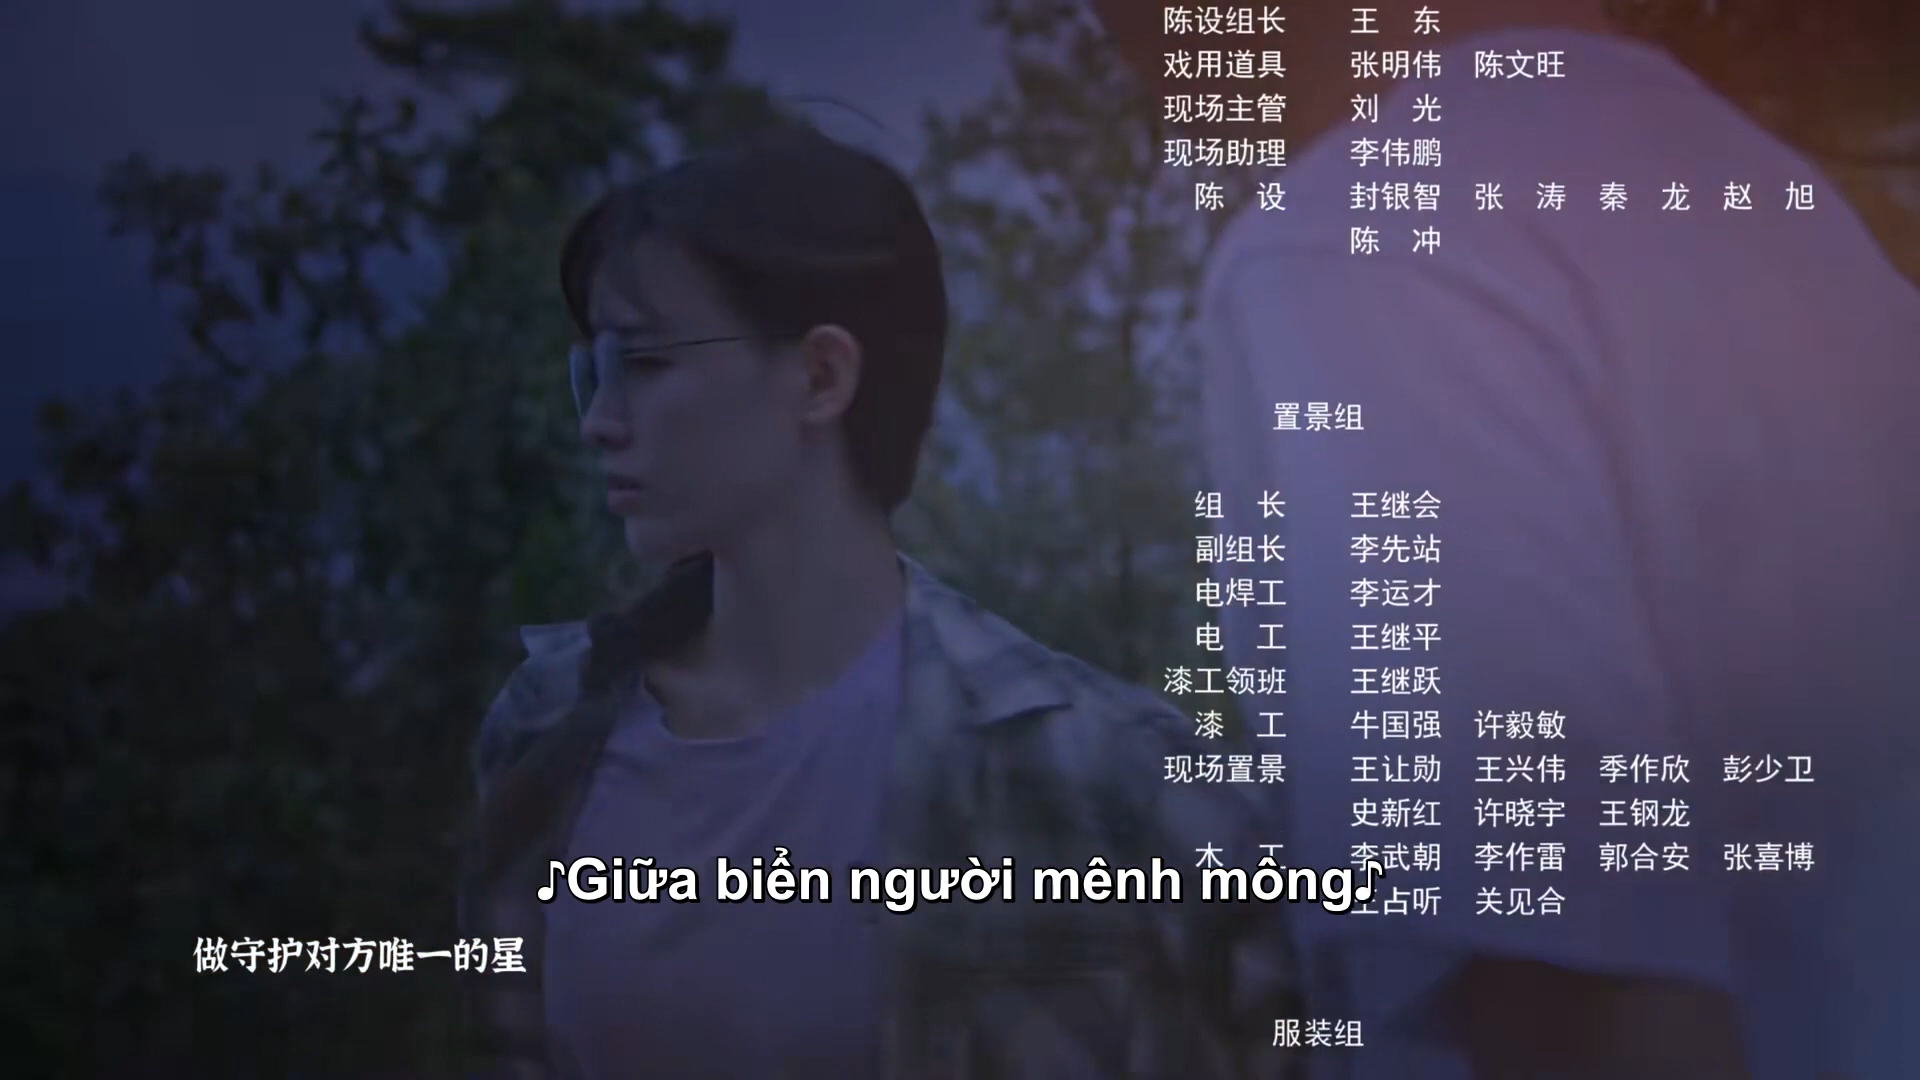 陈设组长 王 东
戏用道具 张明伟 陈文旺
现场主管 刘 光
现场助理 李伟鹏
陈 设 封银智 张 涛 秦 龙 赵 旭
陈 冲
置景组
组 长 王继会
副组长 李先站
电焊工 李运才
电 工 王继平
漆工领班 王继跃
漆 工 牛国强 许毅敏
现场置景 王让勋 王兴伟 季作欣 彭少卫
史新红 许晓宇 王钢龙
木 工 李武朝 李作雷 郭合安 张喜博
♪Giữa biển người mênh mông♪
占听 关见合
做守护对方唯一的星
服装组